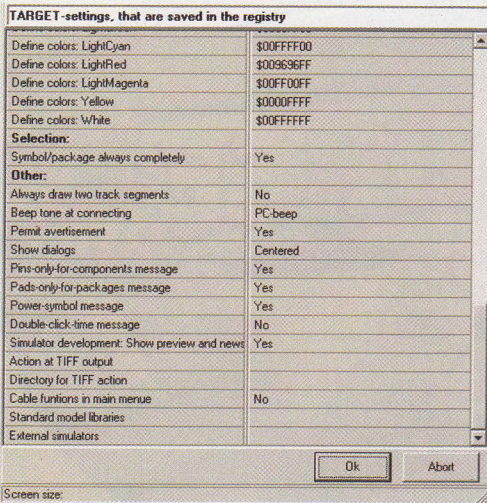 TARGET-settings, that are saved in the registry
Define colors: LightCyan $00FFFF00
Define colors: LightRed $009696FF
Define colors: LightMagenta $00FF00FF
Define colors: Yellow $0000FFFF
Define colors: White $00FFFFFF
Selection:
Symbol/package always completely Yes
Other:
Always draw two track segments No
Beep tone at connecting PC-beep
Permit avertisement Yes
Show dialogs Centered
Pins-only-for-components message Yes
Pads-only-for-packages message Yes
Power-symbol message Yes
Double-click-time message No
Simulator development: Show preview and news Yes
Action at TIFF output
Directory for TIFF action
Cable funtions in main menue No
Standard model libraries
External simulators
Ok Abort
Screen size: